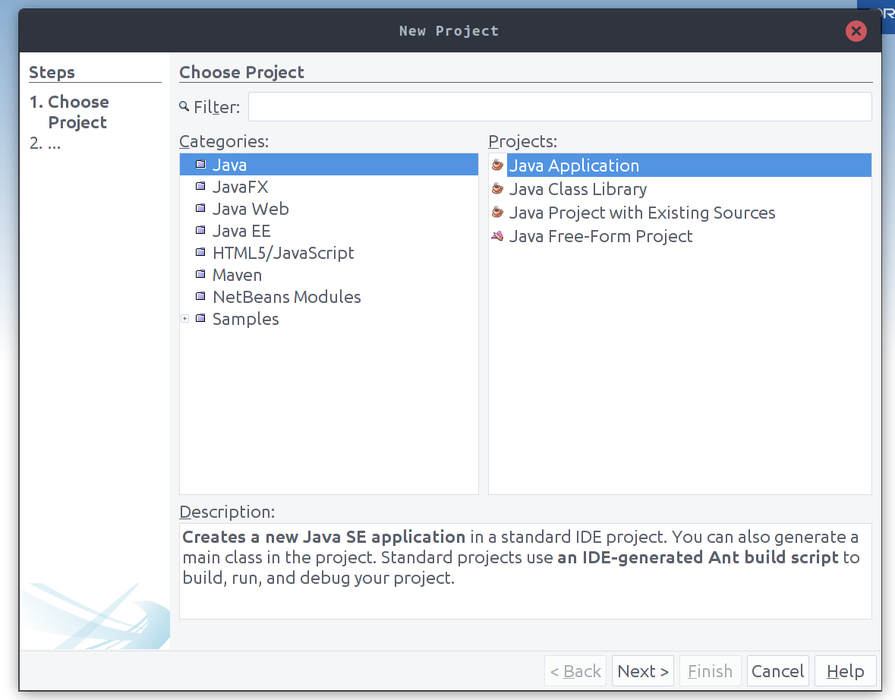 New Project
Steps
1. Choose
Project
2. ...
Choose Project
Filter:
Categories:
Java
JavaFX
Java Web
Java EE
HTML5/JavaScript
Maven
NetBeans Modules
Samples
Projects:
Java Application
Java Class Library
Java Project with Existing Sources
Java Free-Form Project
Description:
Creates a new Java SE application in a standard IDE project. You can also generate a
main class in the project. Standard projects use an IDE-generated Ant build script to
build, run, and debug your project.
< Back
Next >
Finish
Cancel
Help